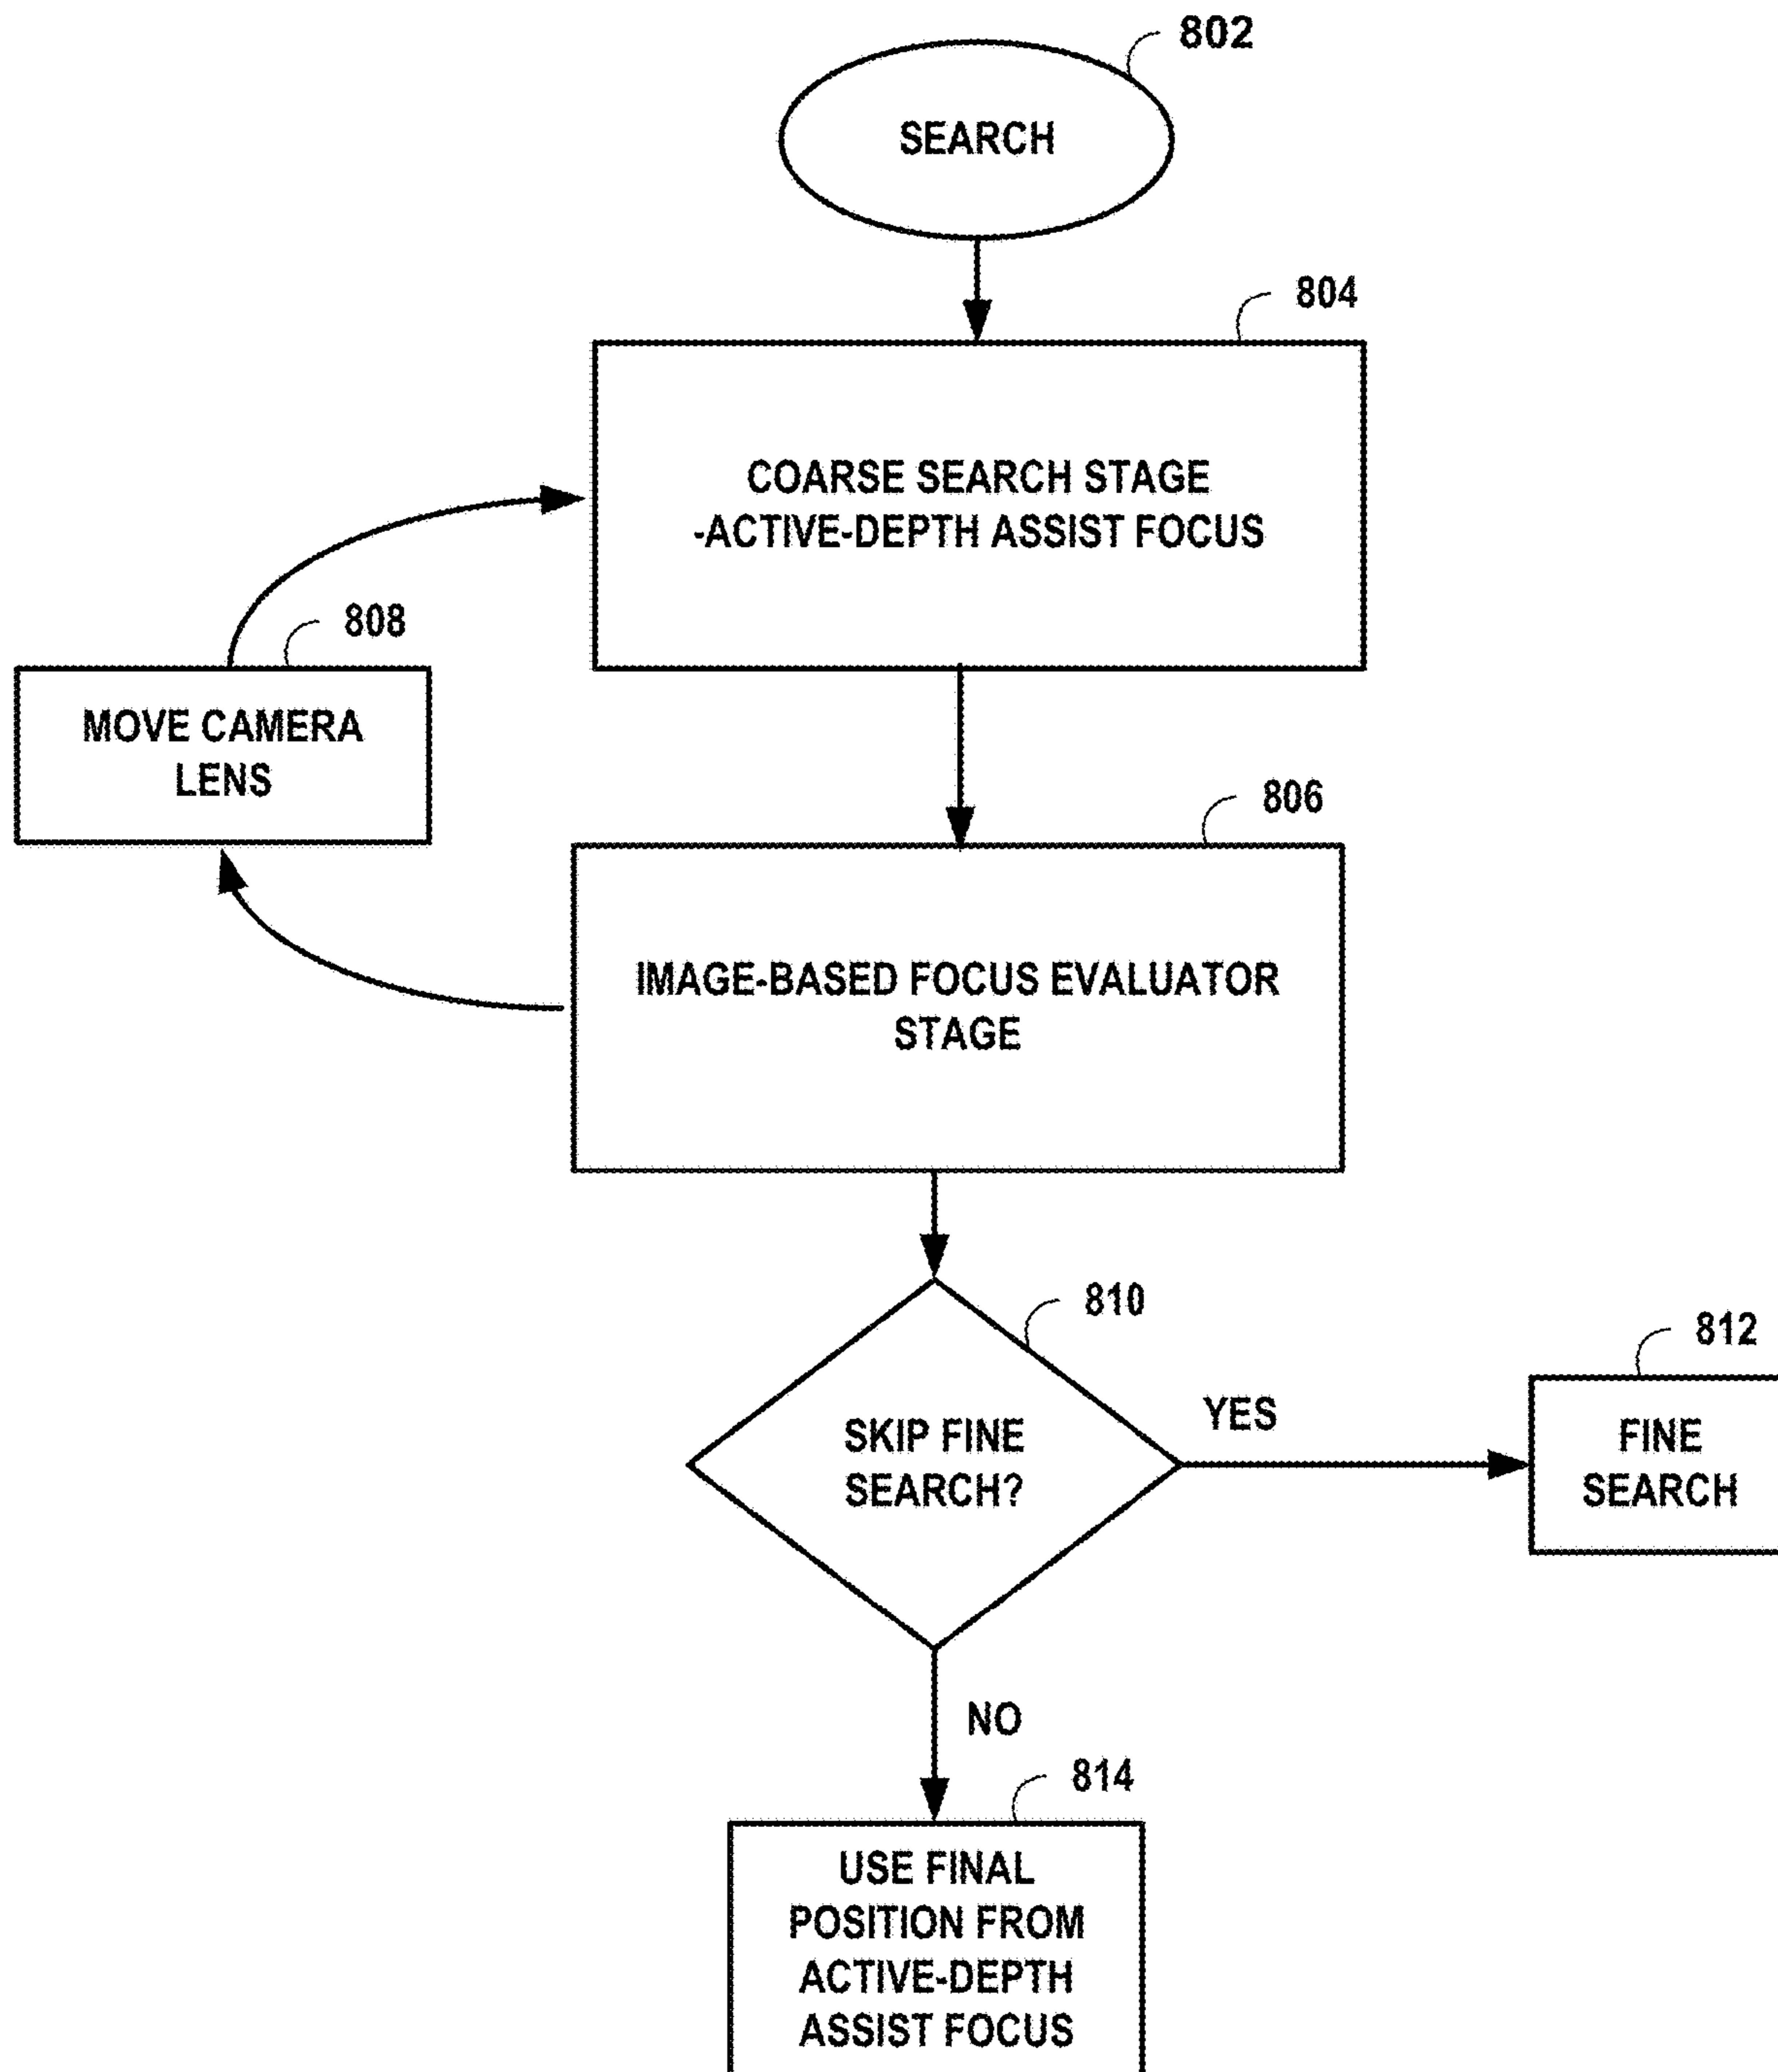 802
SEARCH
804
COARSE SEARCH STAGE
-ACTIVE-DEPTH ASSIST FOCUS
808
MOVE CAMERA
LENS
806
IMAGE-BASED FOCUS EVALUATOR
STAGE
810
SKIP FINE
SEARCH?
YES
812
FINE
SEARCH
NO
814
USE FINAL
POSITION FROM
ACTIVE-DEPTH
ASSIST FOCUS